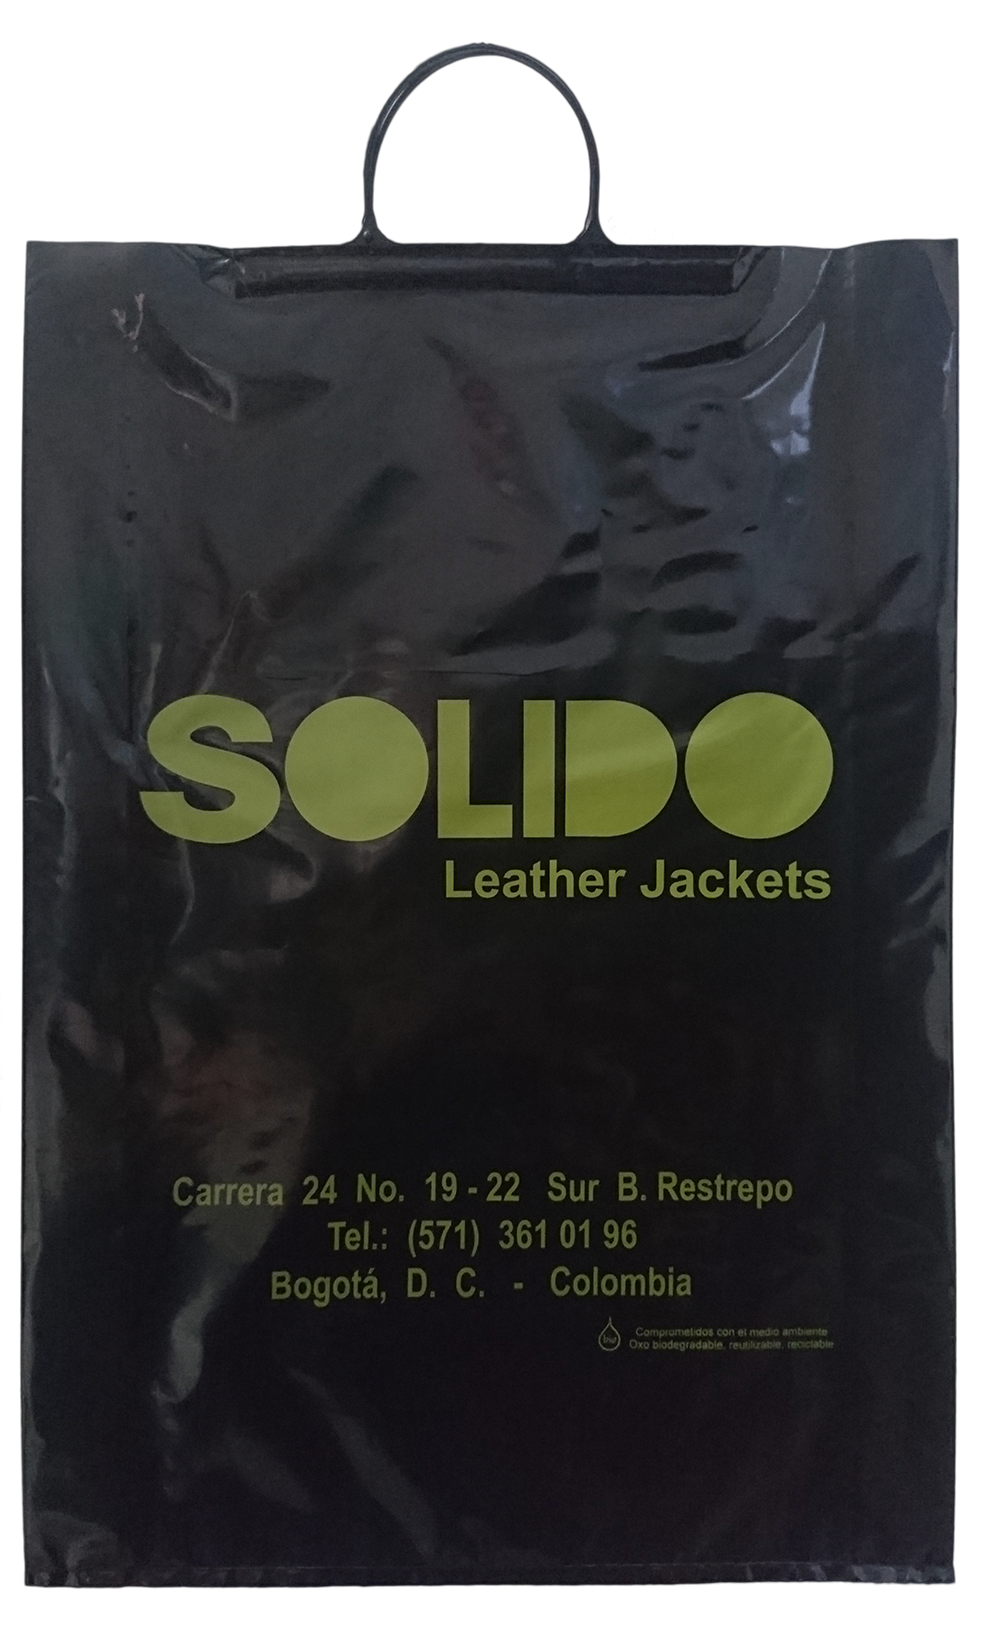 SOLIDO
Leather Jackets
Carrera 24 No. 19 - 22 Sur B. Restrepo
Tel.: (571) 361 01 96
Bogotá, D. C. - Colombia
Comprometidos con el medio ambiente
Oxo biodegradable, reutilizable, reciclable